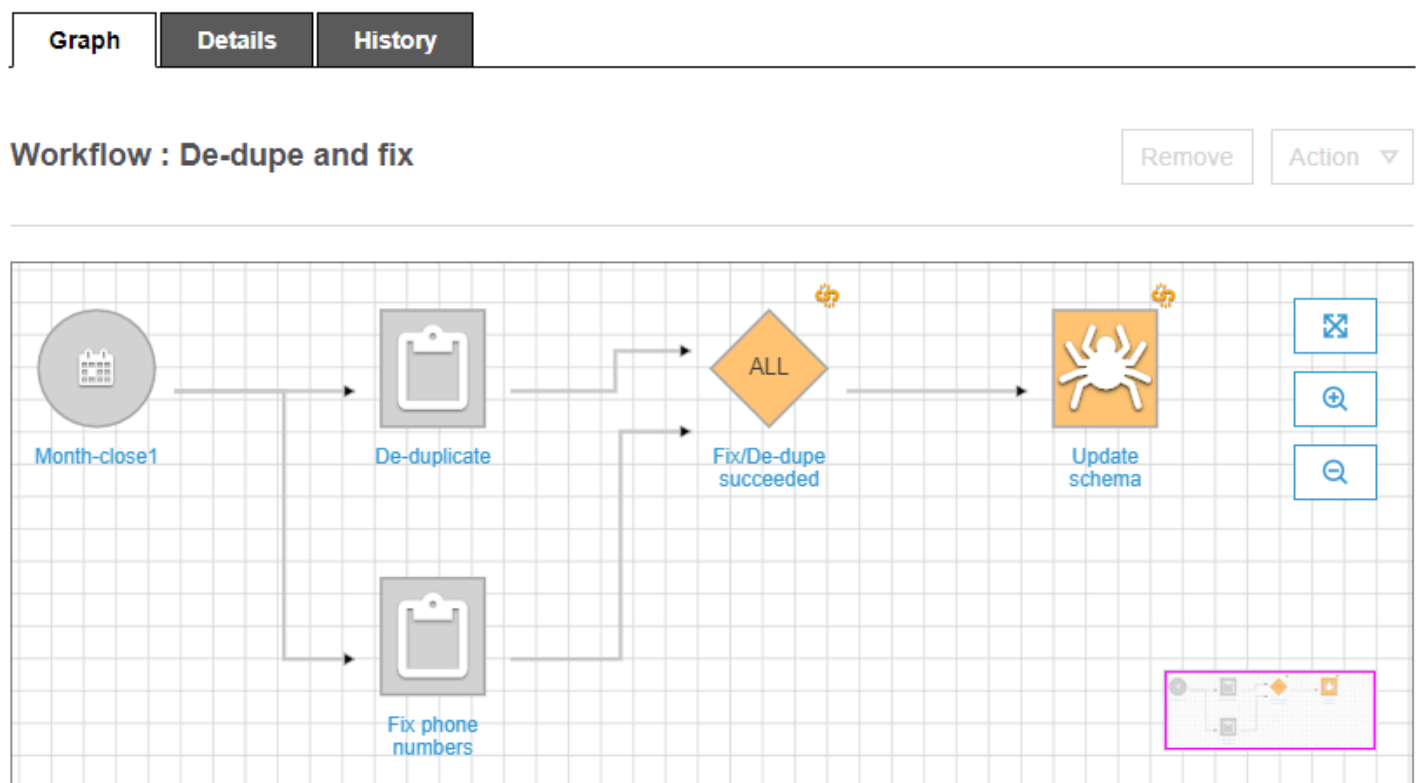 Graph
Details
History
Workflow : De-dupe and fix
Remove
Action
ALL
Month-close1
De-duplicate
Fix/De-dupe
succeeded
Update
schema
Fix phone
numbers